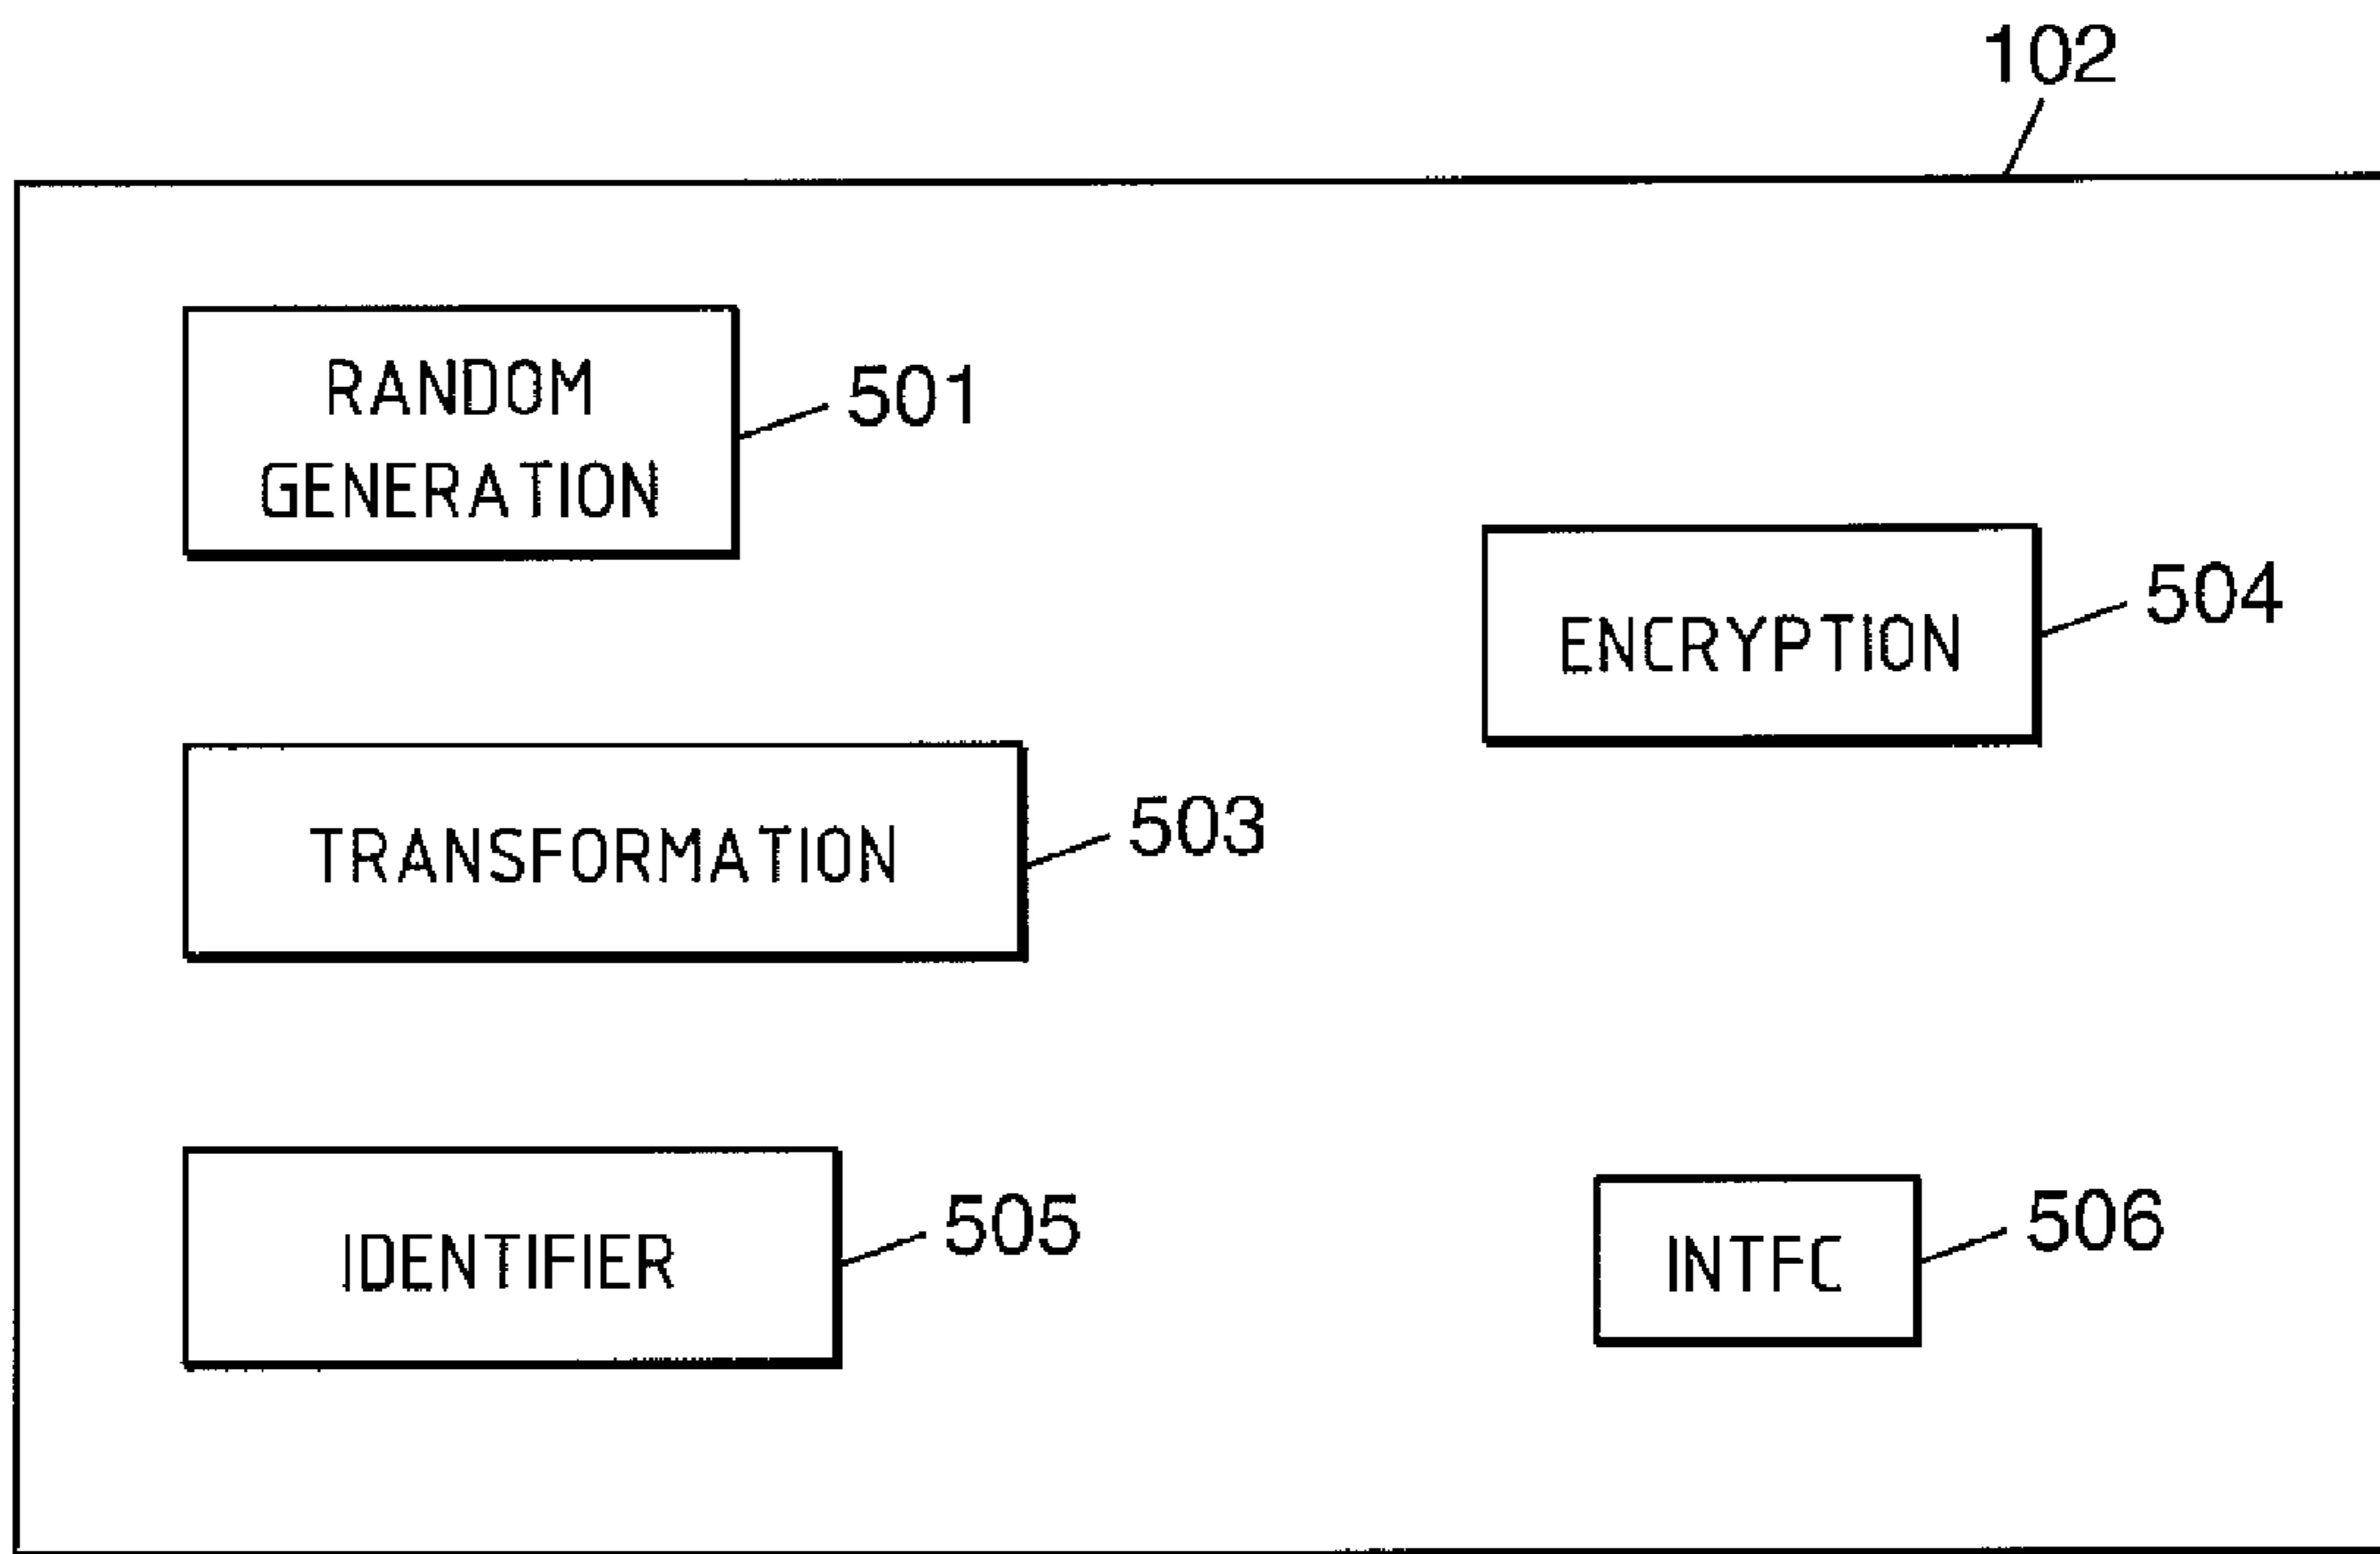 102
RANDOM
GENERATION
501
ENCRYPTION
504
TRANSFORMATION
503
IDENTIFIER
505
INTFC
506